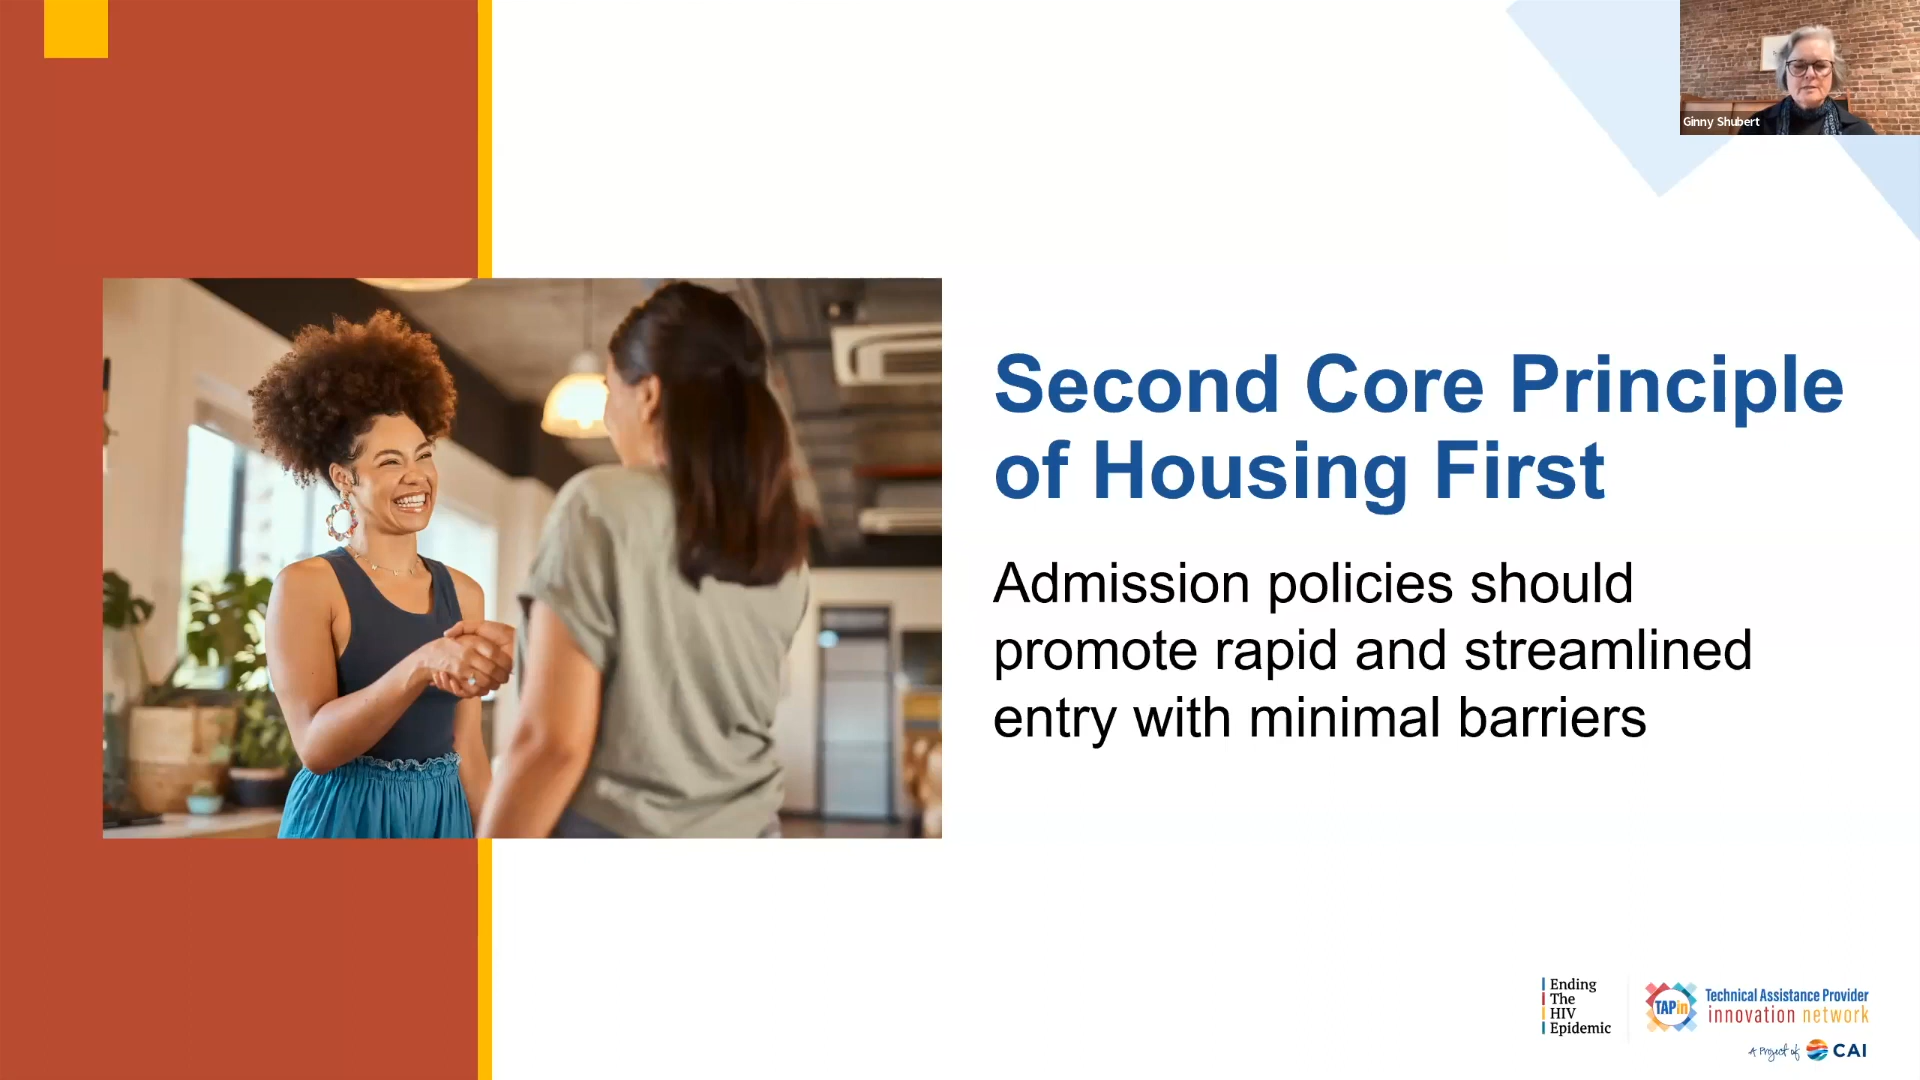 Ginny Shubert
Second Core Principle
of Housing First
Admission policies should
promote rapid and streamlined
entry with minimal barriers
Ending
The
HIV
Epidemic
TAPin
Technical Assistance Provider
innovation network
A Project of CAI